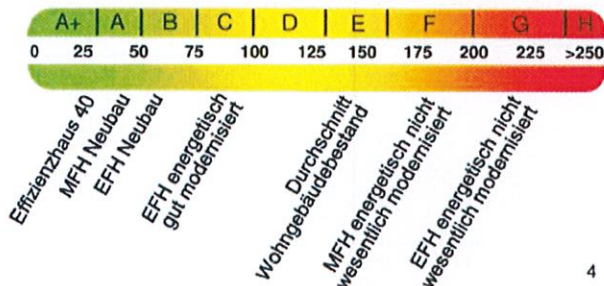 A+ A B C D E F G H
0 25 50 75 100 125 150 175 200 225 >250
Effizienzhaus 40
MFH Neubau
EFH Neubau
EFH energetisch
gut modernisiert
Durchschnitt
Wohngebäudebestand
MFH energetisch nicht
wesentlich modernisiert
EFH energetisch nicht
wesentlich modernisiert
4